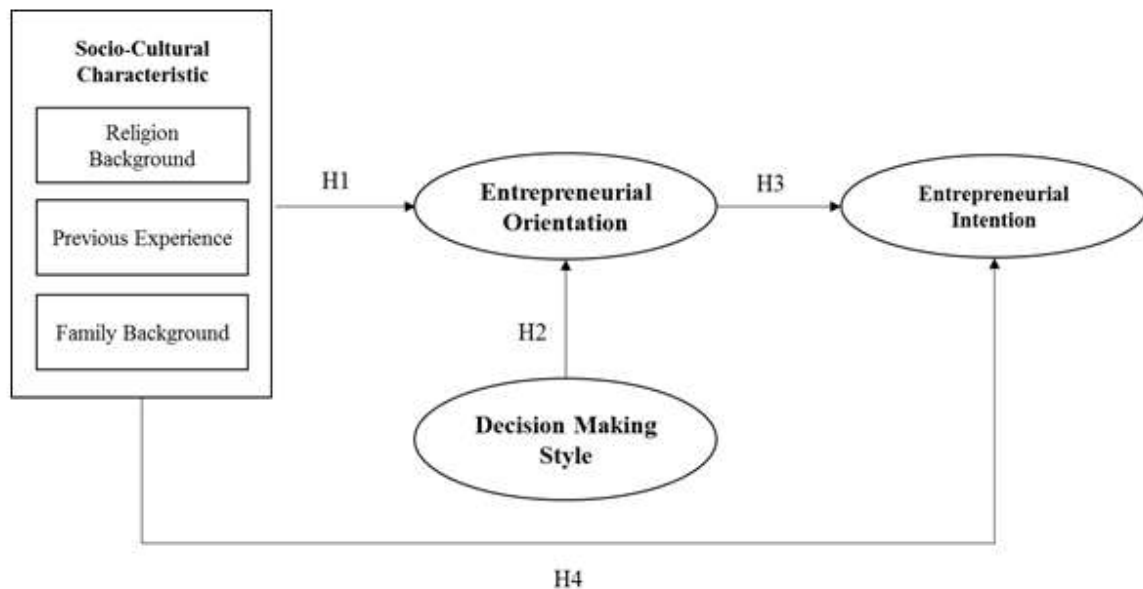 Socio-Cultural
Characteristic
Religion
Background
Previous Experience
Family Background
H1
Entrepreneurial
Orientation
H3
Entrepreneurial
Intention
H2
Decision Making
Style
H4